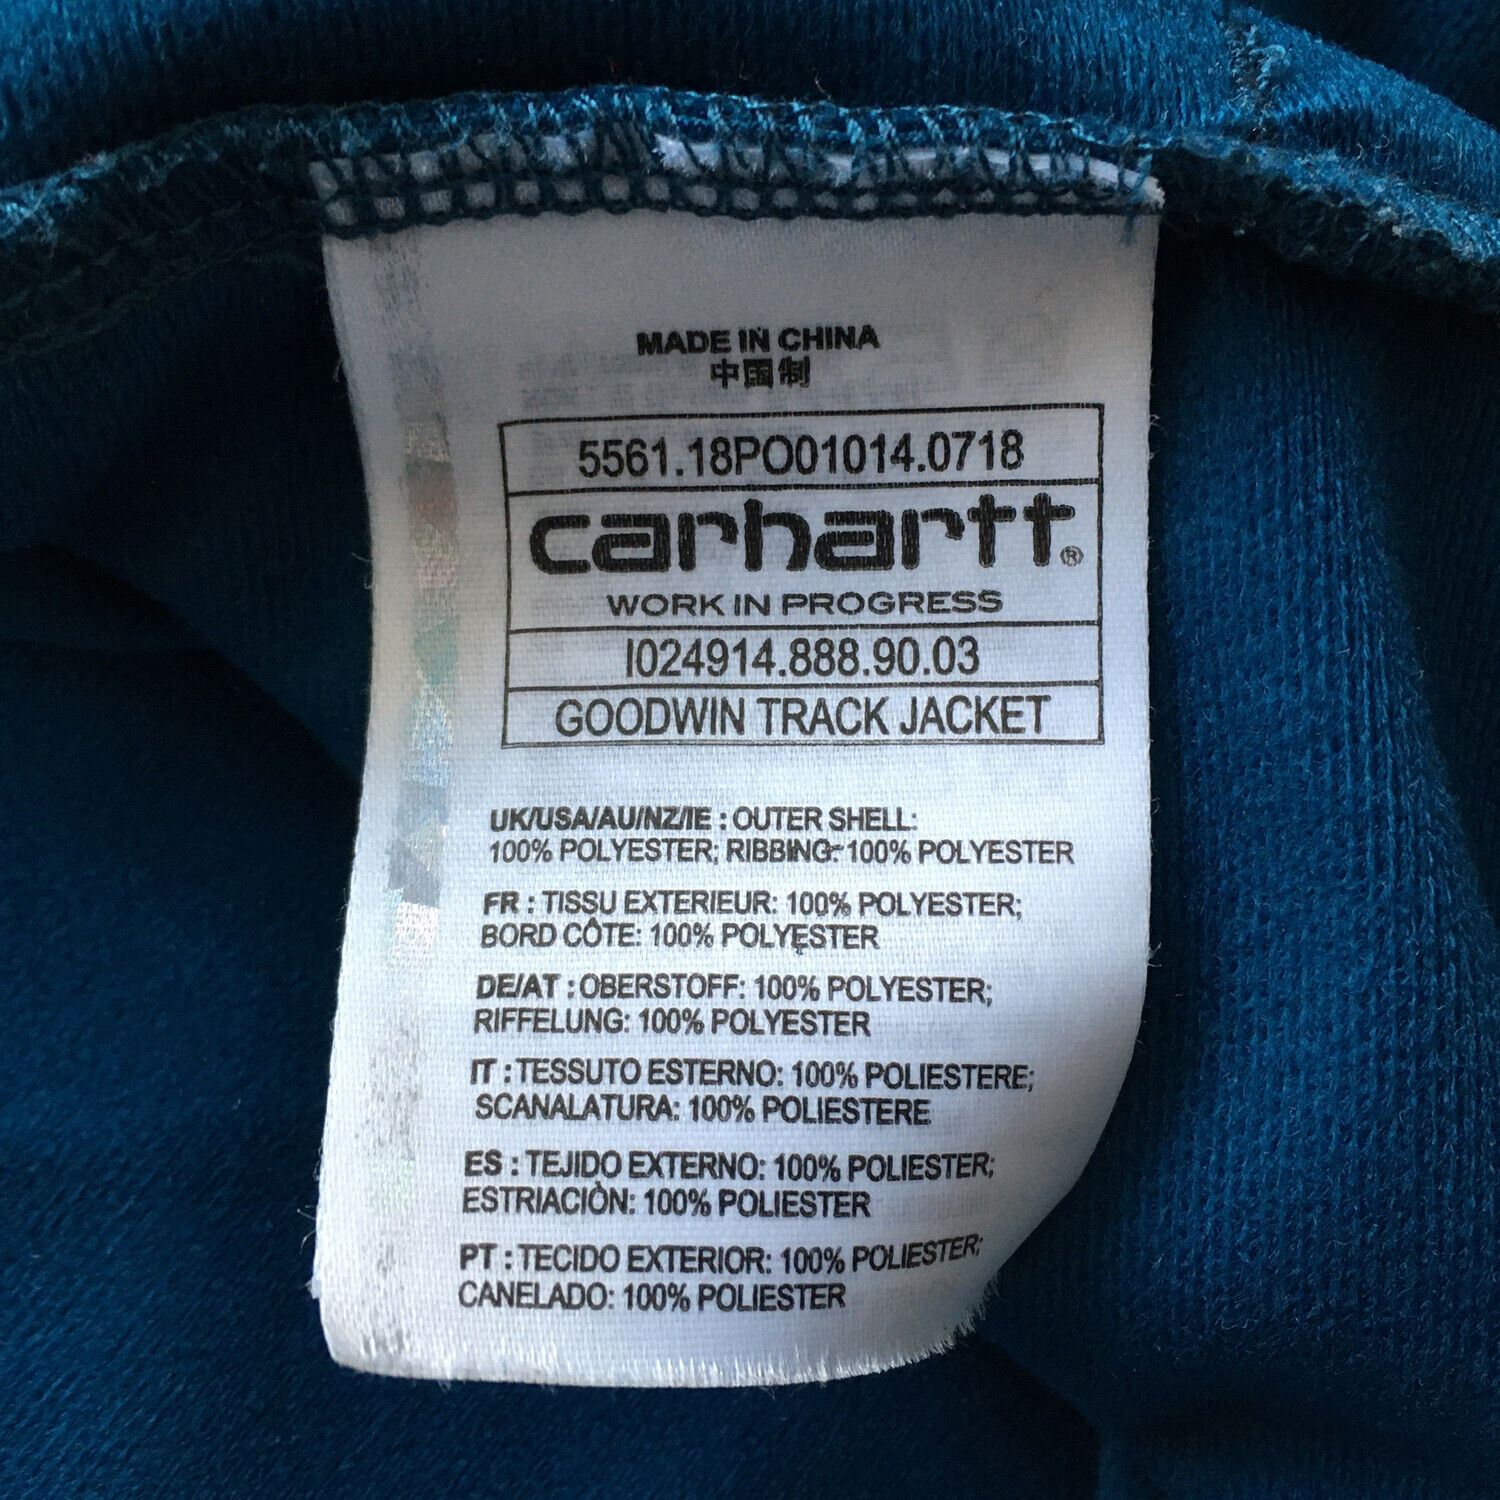 MADE IN CHINA
中国制
5561.18PO01014.0718
carhartt®
WORK IN PROGRESS
I024914.888.90.03
GOODWIN TRACK JACKET
UK/USA/AU/NZ/IE : OUTER SHELL:
100% POLYESTER; RIBBING: 100% POLYESTER
FR : TISSU EXTERIEUR: 100% POLYESTER;
BORD CÔTE: 100% POLYESTER
DE/AT : OBERSTOFF: 100% POLYESTER;
RIFFELUNG: 100% POLYESTER
IT : TESSUTO ESTERNO: 100% POLIESTERE;
SCANALATURA: 100% POLIESTERE
ES : TEJIDO EXTERNO: 100% POLIESTER;
ESTRIACIÒN: 100% POLIESTER
PT : TECIDO EXTERIOR: 100% POLIESTER;
CANELADO: 100% POLIESTER